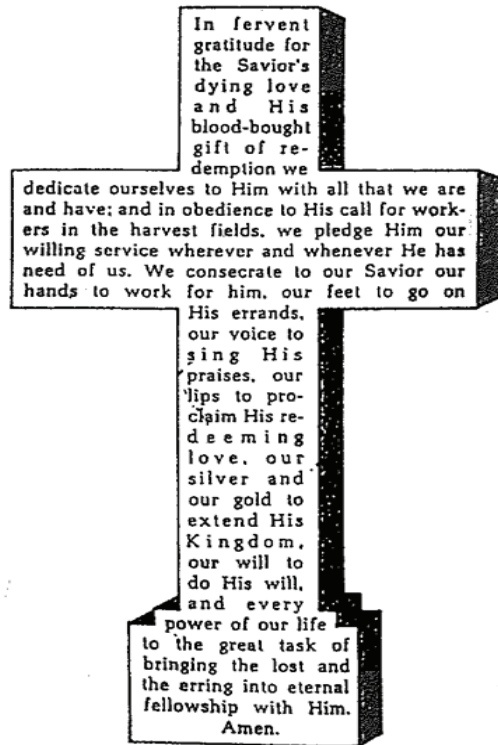 In fervent
gratitude for
the Savior's
dying love
and His
blood-bought
gift of re-
demption we
dedicate ourselves to Him with all that we are
and have; and in obedience to His call for work-
ers in the harvest fields, we pledge Him our
willing service wherever and whenever He has
need of us. We consecrate to our Savior our
hands to work for him, our feet to go on
His errands,
our voice to
sing His
praises, our
lips to pro-
claim His re-
deeming
love, our
silver and
our gold to
extend His
Kingdom,
our will to
do His will,
and every
power of our life
to the great task of
bringing the lost and
the erring into eternal
fellowship with Him.
Amen.